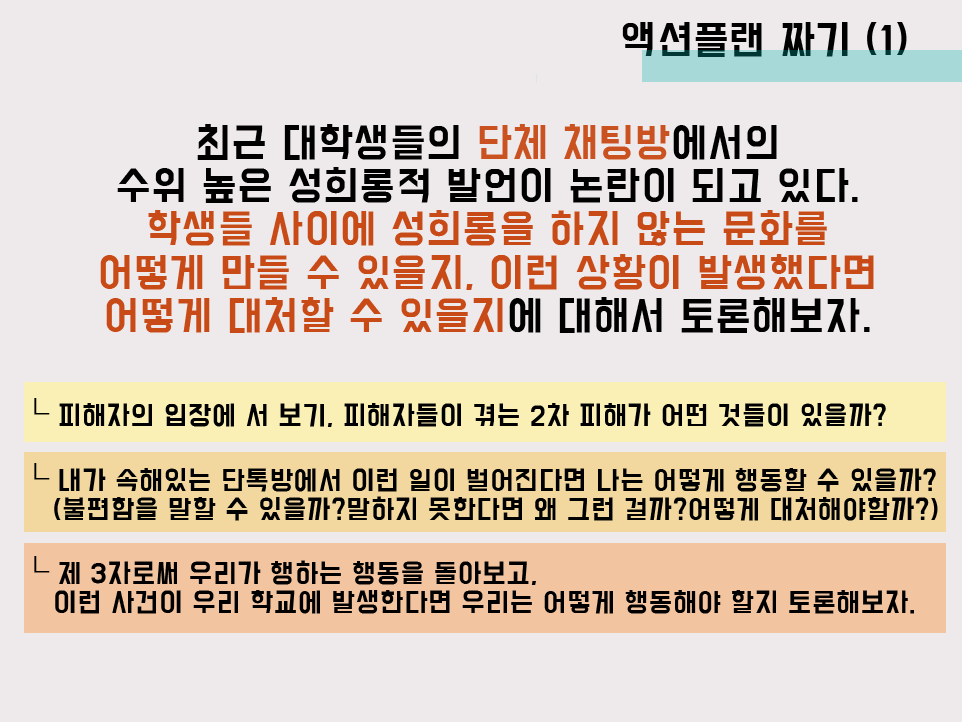 액션플랜 짜기 (1)
최근 대학생들의 단체 채팅방에서의
수위 높은 성희롱적 발언이 논란이 되고 있다.
학생들 사이에 성희롱을 하지 않는 문화를
어떻게 만들 수 있을지, 이런 상황이 발생했다면
어떻게 대처할 수 있을지에 대해서 토론해보자.
ㄴ 피해자의 입장에 서 보기, 피해자들이 겪는 2차 피해가 어떤 것들이 있을까?
ㄴ 내가 속해있는 단톡방에서 이런 일이 벌어진다면 나는 어떻게 행동할 수 있을까?
(불편함을 말할 수 있을까?말하지 못한다면 왜 그런 걸까?어떻게 대처해야할까?)
ㄴ 제 3자로써 우리가 행하는 행동을 돌아보고,
이런 사건이 우리 학교에 발생한다면 우리는 어떻게 행동해야 할지 토론해보자.